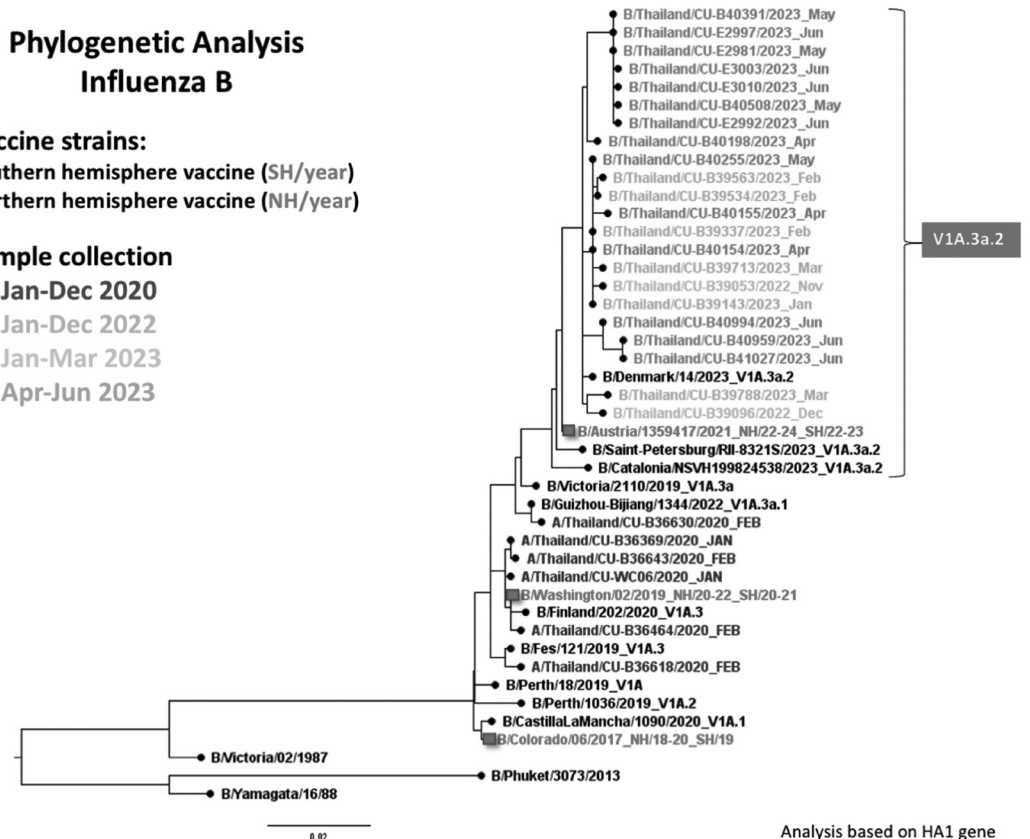 Phylogenetic Analysis
Influenza B
ccine strains:
uthern hemisphere vaccine (SH/year)
rthern hemisphere vaccine (NH/year)
mple collection
Jan-Dec 2020
Jan-Dec 2022
Jan-Mar 2023
Apr-Jun 2023
B/Thailand/CU-B40391/2023_May
B/Thailand/CU-E2997/2023_Jun
B/Thailand/CU-E2981/2023_May
B/Thailand/CU-E3003/2023_Jun
B/Thailand/CU-E3010/2023_Jun
B/Thailand/CU-B40508/2023_May
B/Thailand/CU-E2992/2023_Jun
B/Thailand/CU-B40198/2023_Apr
B/Thailand/CU-B40255/2023_May
B/Thailand/CU-B39563/2023_Feb
B/Thailand/CU-B39534/2023_Feb
B/Thailand/CU-B40155/2023_Apr
B/Thailand/CU-B39337/2023_Feb
B/Thailand/CU-B40154/2023_Apr
B/Thailand/CU-B39713/2023_Mar
B/Thailand/CU-B39053/2022_Nov
B/Thailand/CU-B39143/2023_Jan
B/Thailand/CU-B40994/2023_Jun
B/Thailand/CU-B40959/2023_Jun
B/Thailand/CU-B41027/2023_Jun
B/Denmark/14/2023_V1A.3a.2
B/Thailand/CU-B39788/2023_Mar
B/Thailand/CU-B39096/2022_Dec
B/Austria/1359417/2021_NH/22-24_SH/22-23
B/Saint-Petersburg/RII-8321S/2023_V1A.3a.2
B/Catalonia/NSVH199824538/2023_V1A.3a.2
V1A.3a.2
B/Victoria/2110/2019_V1A.3a
B/Guizhou-Bijiang/1344/2022_V1A.3a.1
A/Thailand/CU-B36630/2020_FEB
A/Thailand/CU-B36369/2020_JAN
A/Thailand/CU-B36643/2020_FEB
A/Thailand/CU-WC06/2020_JAN
B/Washington/02/2019_NH/20-22_SH/20-21
B/Finland/202/2020_V1A.3
A/Thailand/CU-B36464/2020_FEB
B/Fes/121/2019_V1A.3
A/Thailand/CU-B36618/2020_FEB
B/Perth/18/2019_V1A
B/Perth/1036/2019_V1A.2
B/CastillaLaMancha/1090/2020_V1A.1
B/Colorado/06/2017_NH/18-20_SH/19
B/Victoria/02/1987
B/Phuket/3073/2013
B/Yamagata/16/88
0.02
Analysis based on HA1 gene